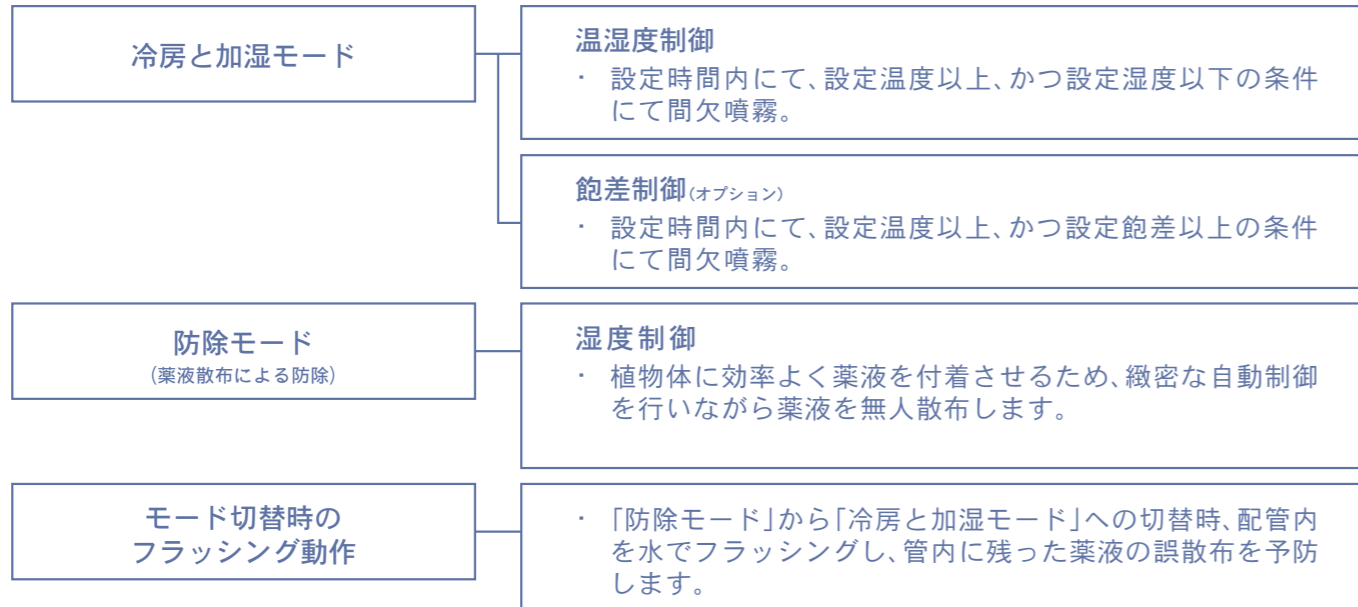 冷房と加湿モード
温湿度制御
・ 設定時間内にて、設定温度以上、かつ設定湿度以下の条件
にて間欠噴霧。
飽差制御(オプション)
・ 設定時間内にて、設定温度以上、かつ設定飽差以上の条件
にて間欠噴霧。
防除モード
(薬液散布による防除)
湿度制御
・ 植物体に効率よく薬液を付着させるため、緻密な自動制御
を行いながら薬液を無人散布します。
モード切替時の
フラッシング動作
・ 「防除モード」から「冷房と加湿モード」への切替時、配管内
を水でフラッシングし、管内に残った薬液の誤散布を予防
します。